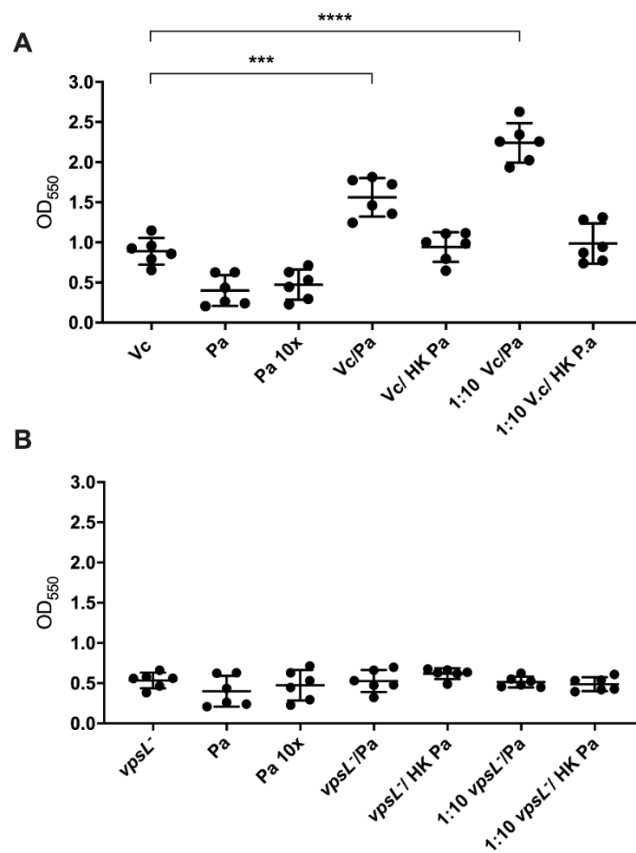 A
****
***
OD550
3.0
2.5
2.0
1.5
1.0
0.5
0.0
Vc
Pa
Pa 10x
Vc/Pa
Vc/ HK Pa
1:10 Vc/Pa
1:10 V.c/ HK P.a
B
OD550
3.0
2.5
2.0
1.5
1.0
0.5
0.0
vpsL-
Pa
Pa 10x
vpsL-/Pa
vpsL-/ HK Pa
1:10 vpsL-/Pa
1:10 vpsL-/ HK Pa